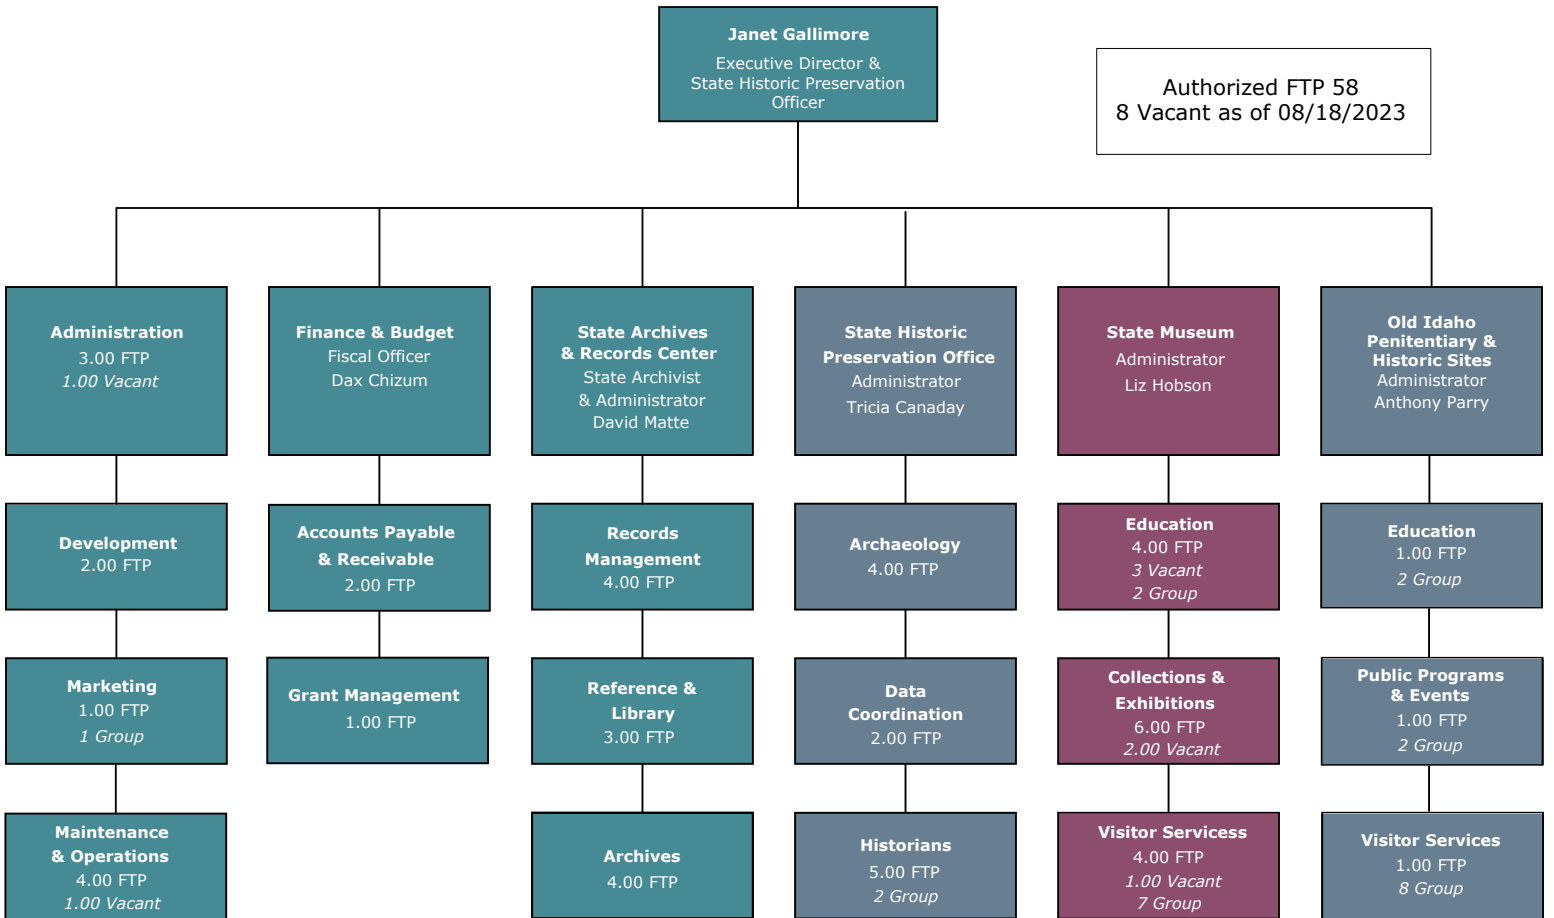 Janet Gallimore
Executive Director &
State Historic Preservation
Officer
Authorized FTP 58
8 Vacant as of 08/18/2023
Administration
3.00 FTP
1.00 Vacant
Finance & Budget
Fiscal Officer
Dax Chizum
State Archives
& Records Center
State Archivist
& Administrator
David Matte
State Historic
Preservation Office
Administrator
Tricia Canaday
State Museum
Administrator
Liz Hobson
Old Idaho
Penitentiary &
Historic Sites
Administrator
Anthony Parry
Development
2.00 FTP
Accounts Payable
& Receivable
2.00 FTP
Records
Management
4.00 FTP
Archaeology
4.00 FTP
Education
4.00 FTP
3 Vacant
2 Group
Education
1.00 FTP
2 Group
Marketing
1.00 FTP
1 Group
Grant Management
1.00 FTP
Reference &
Library
3.00 FTP
Data
Coordination
2.00 FTP
Collections &
Exhibitions
6.00 FTP
2.00 Vacant
Public Programs
& Events
1.00 FTP
2 Group
Maintenance
& Operations
4.00 FTP
1.00 Vacant
Archives
4.00 FTP
Historians
5.00 FTP
2 Group
Visitor Servicess
4.00 FTP
1.00 Vacant
7 Group
Visitor Services
1.00 FTP
8 Group